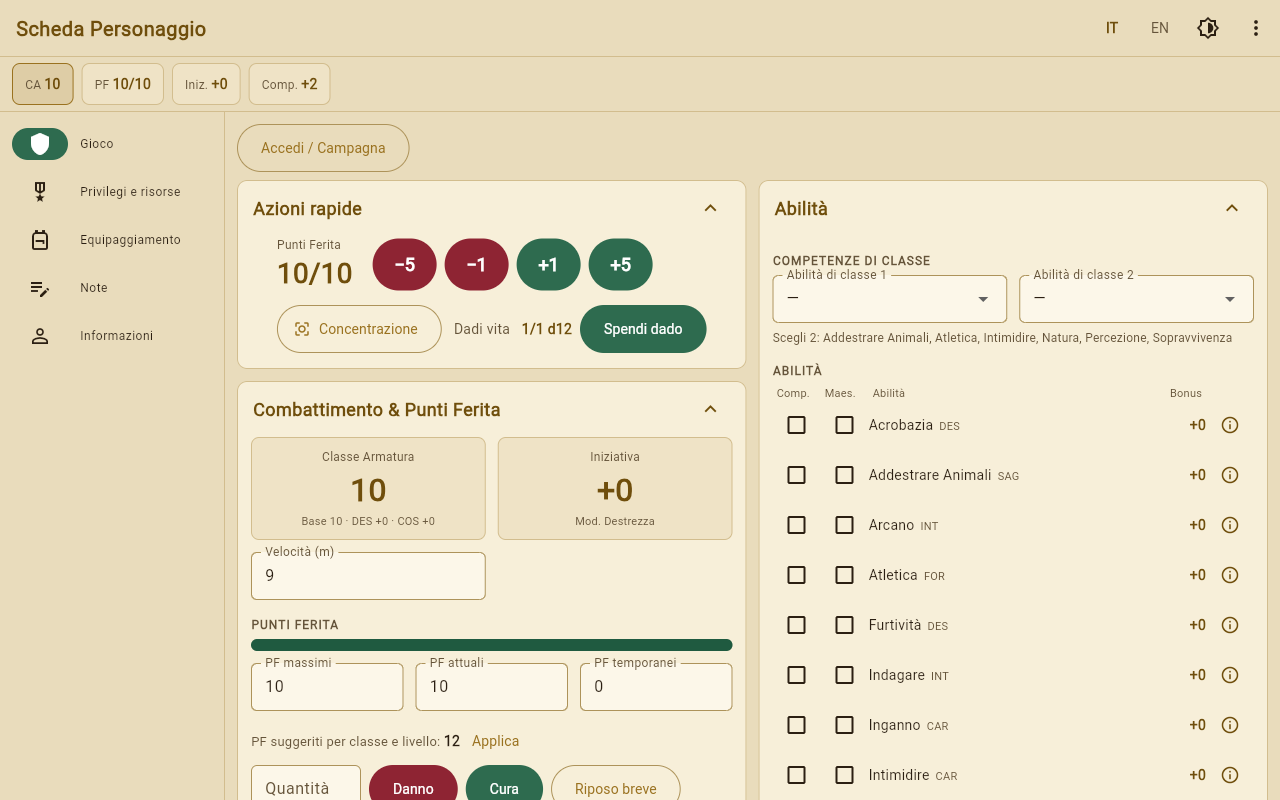 Scheda Personaggio
IT
EN
CA 10
PF 10/10
Iniz. +0
Comp. +2
Gioco
Privilegi e risorse
Equipaggiamento
Note
Informazioni
Accedi / Campagna
Azioni rapide
Punti Ferita
10/10
−5
−1
+1
+5
Concentrazione
Dadi vita 1/1 d12
Spendi dado
Combattimento & Punti Ferita
Classe Armatura
10
Base 10 · DES +0 · COS +0
Iniziativa
+0
Mod. Destrezza
Velocità (m)
9
PUNTI FERITA
PF massimi
10
PF attuali
10
PF temporanei
0
PF suggeriti per classe e livello: 12 Applica
Quantità
Danno
Cura
Riposo breve
Abilità
COMPETENZE DI CLASSE
Abilità di classe 1
—
Abilità di classe 2
—
Scegli 2: Addestrare Animali, Atletica, Intimidire, Natura, Percezione, Sopravvivenza
ABILITÀ
Comp. Maes. Abilità Bonus
Acrobazia DES +0
Addestrare Animali SAG +0
Arcano INT +0
Atletica FOR +0
Furtività DES +0
Indagare INT +0
Inganno CAR +0
Intimidire CAR +0